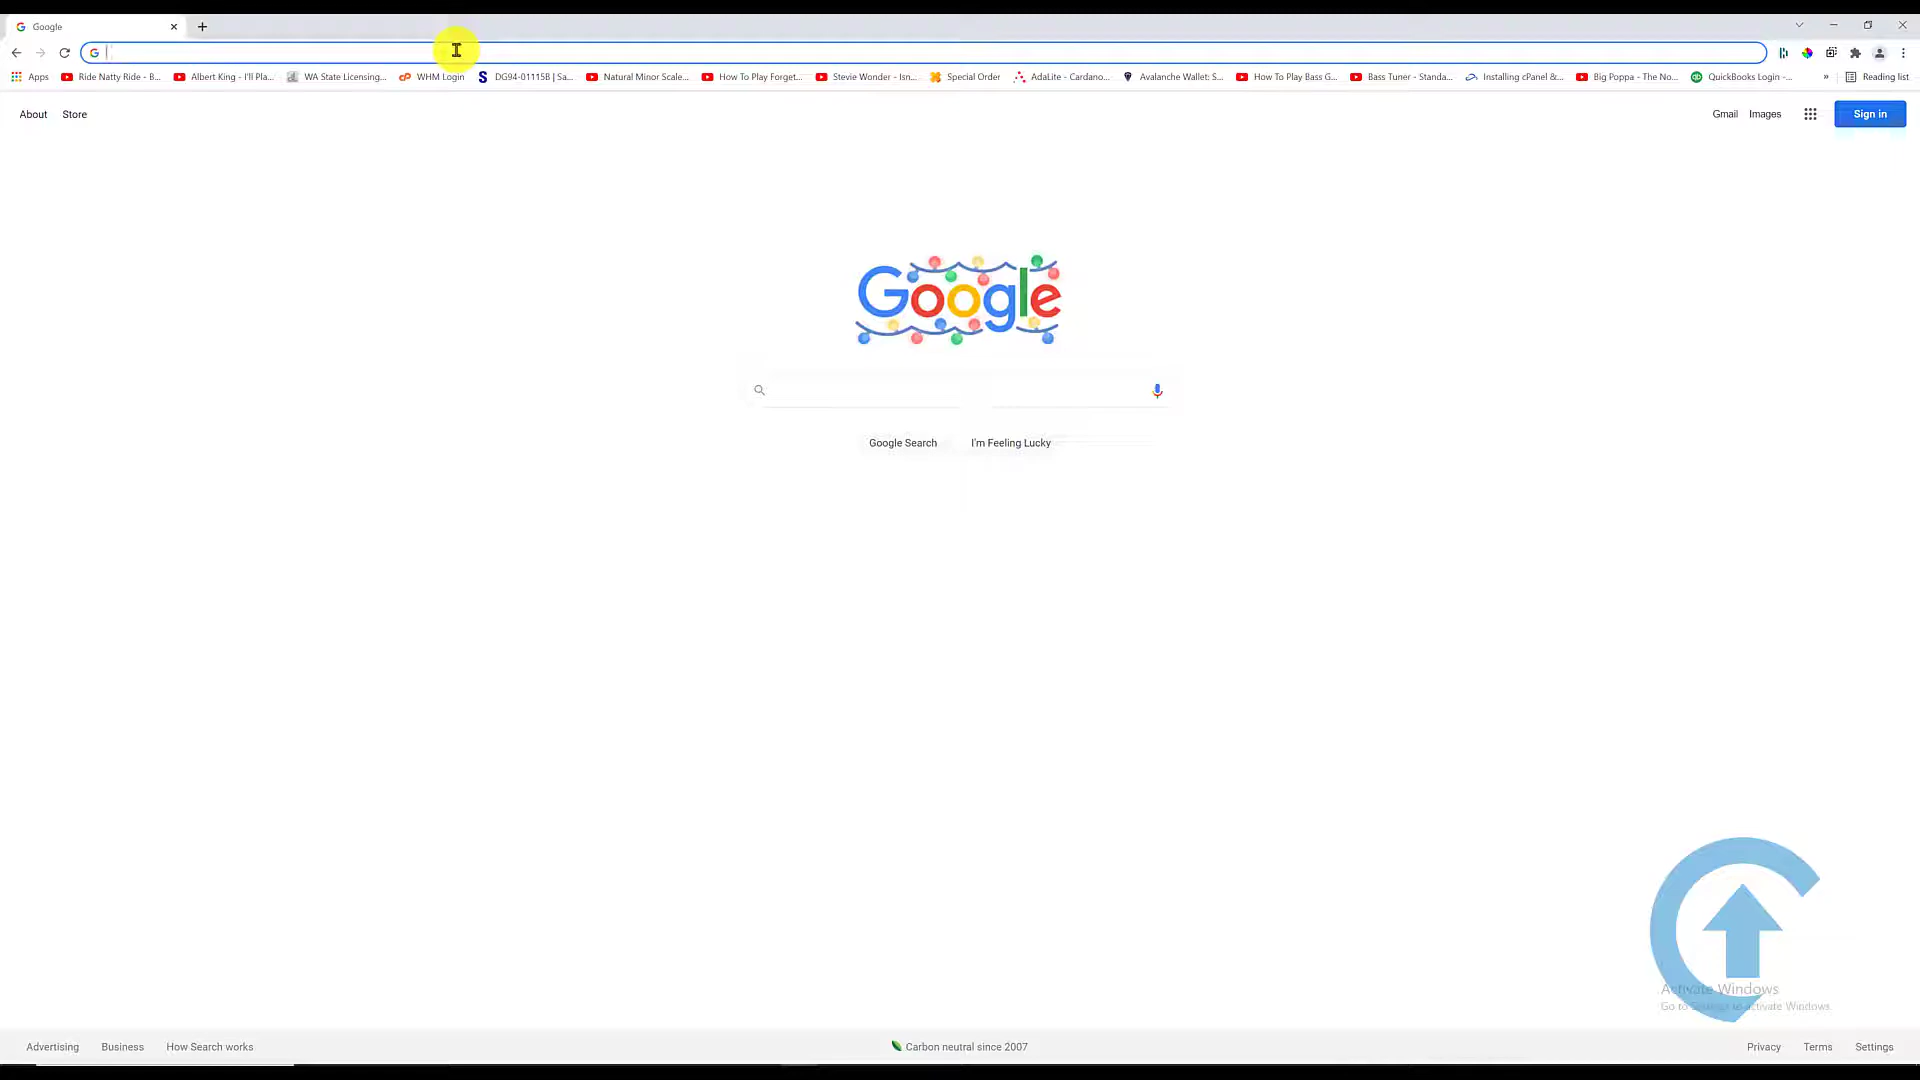 Google
Apps
Ride Natty Ride - B...
Albert King - I'll Pla...
WA State Licensing...
WHM Login
DG94-01115B | Sa...
Natural Minor Scale...
How To Play Forget...
Stevie Wonder - Isn...
Special Order
AdaLite - Cardano...
Avalanche Wallet: S...
How To Play Bass G...
Bass Tuner - Standa...
Installing cPanel &...
Big Poppa - The No...
QuickBooks Login -...
»
Reading list
About Store
Gmail Images
Sign in
Google
Google Search
I'm Feeling Lucky
Activate Windows
Go to Settings to activate Windows.
Advertising Business How Search works
Carbon neutral since 2007
Privacy Terms Settings